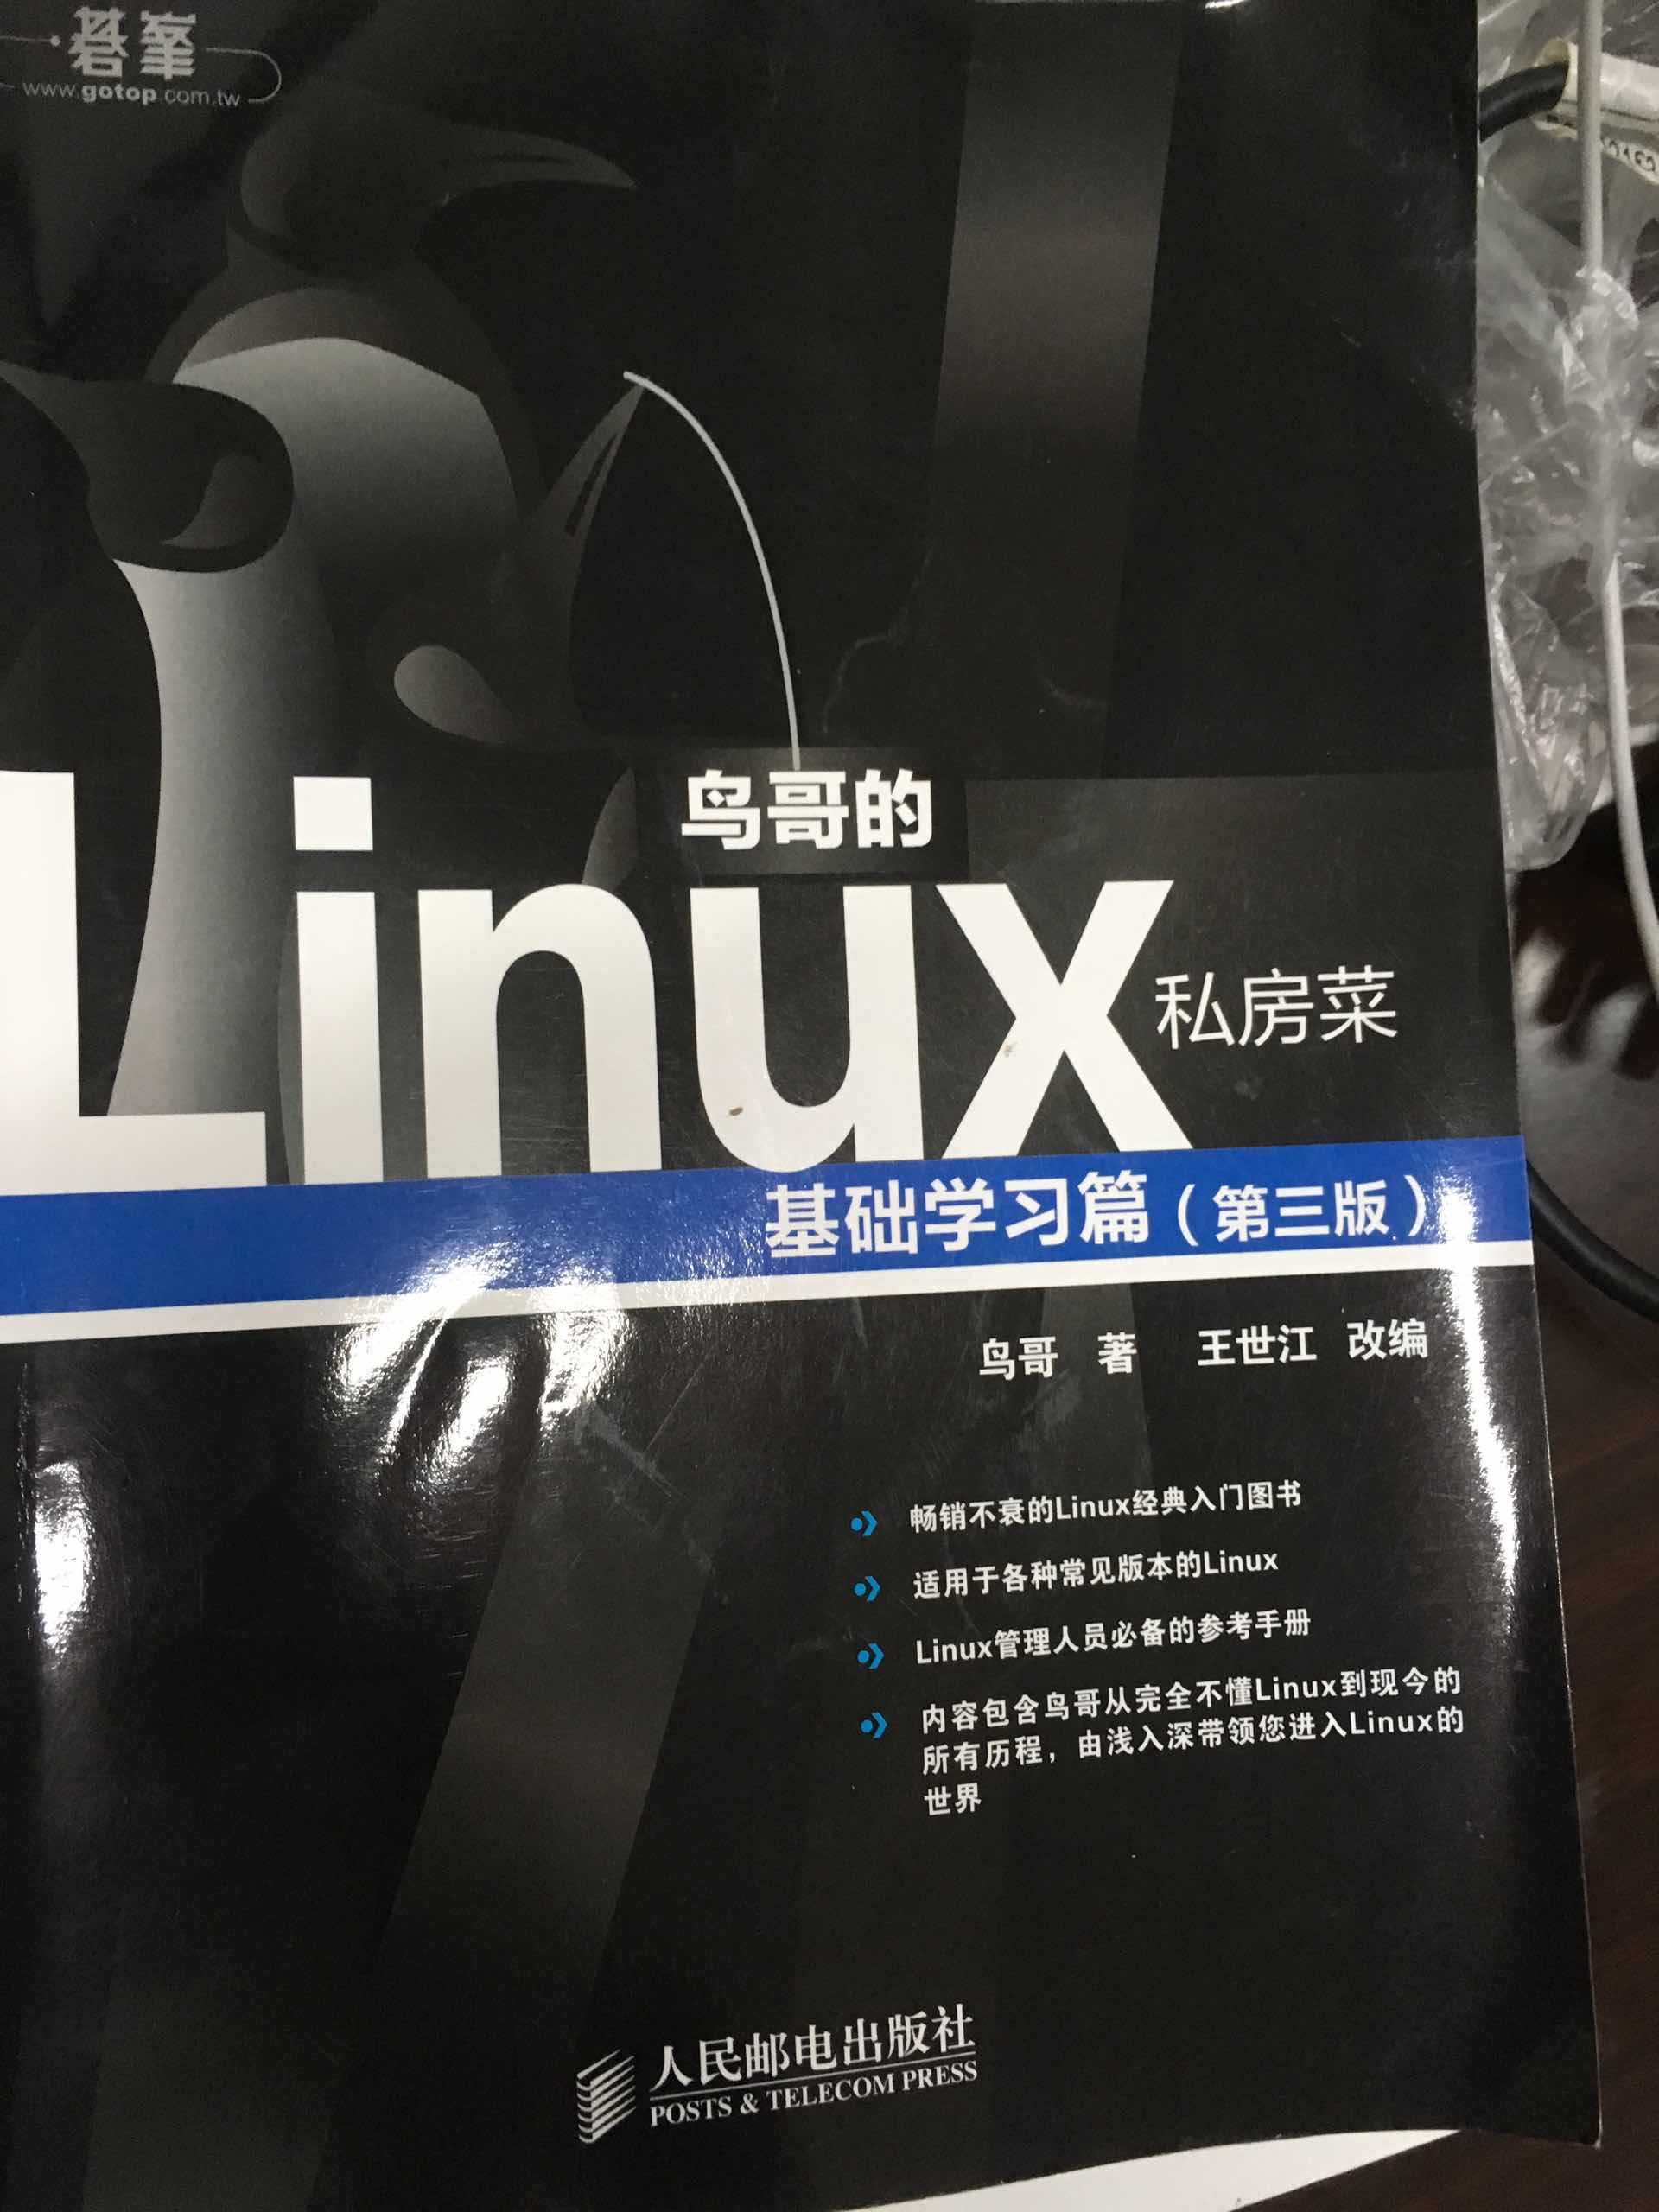 碁峯
www.gotop.com.tw
鸟哥的
Linux
私房菜
基础学习篇（第三版）
鸟哥 著 王世江 改编
畅销不衰的Linux经典入门图书
适用于各种常见版本的Linux
Linux管理人员必备的参考手册
内容包含鸟哥从完全不懂Linux到现今的
所有历程，由浅入深带领您进入Linux的
世界
人民邮电出版社
POSTS & TELECOM PRESS